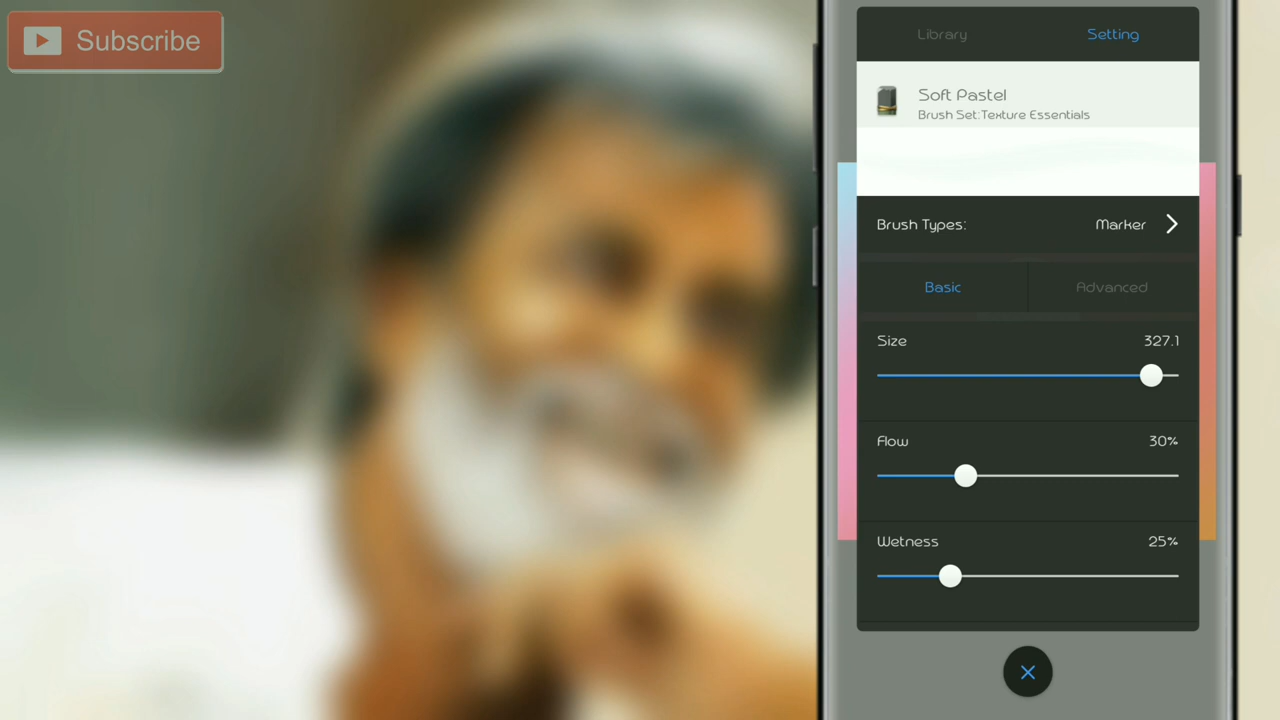 Subscribe
Library Setting
Soft Pastel
Brush Set:Texture Essentials
Brush Types: Marker
Basic Advanced
Size 327.1
Flow 30%
Wetness 25%